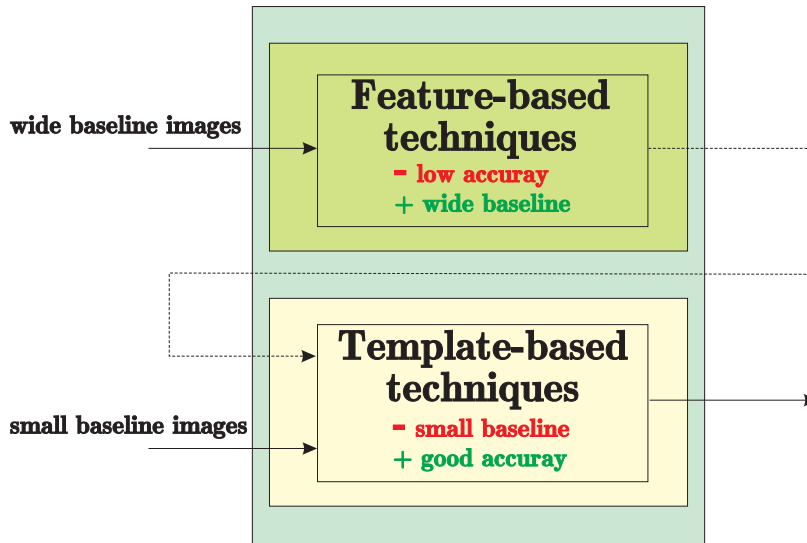 Feature-based
techniques
- low accuray
+ wide baseline
wide baseline images
Template-based
techniques
- small baseline
+ good accuray
small baseline images